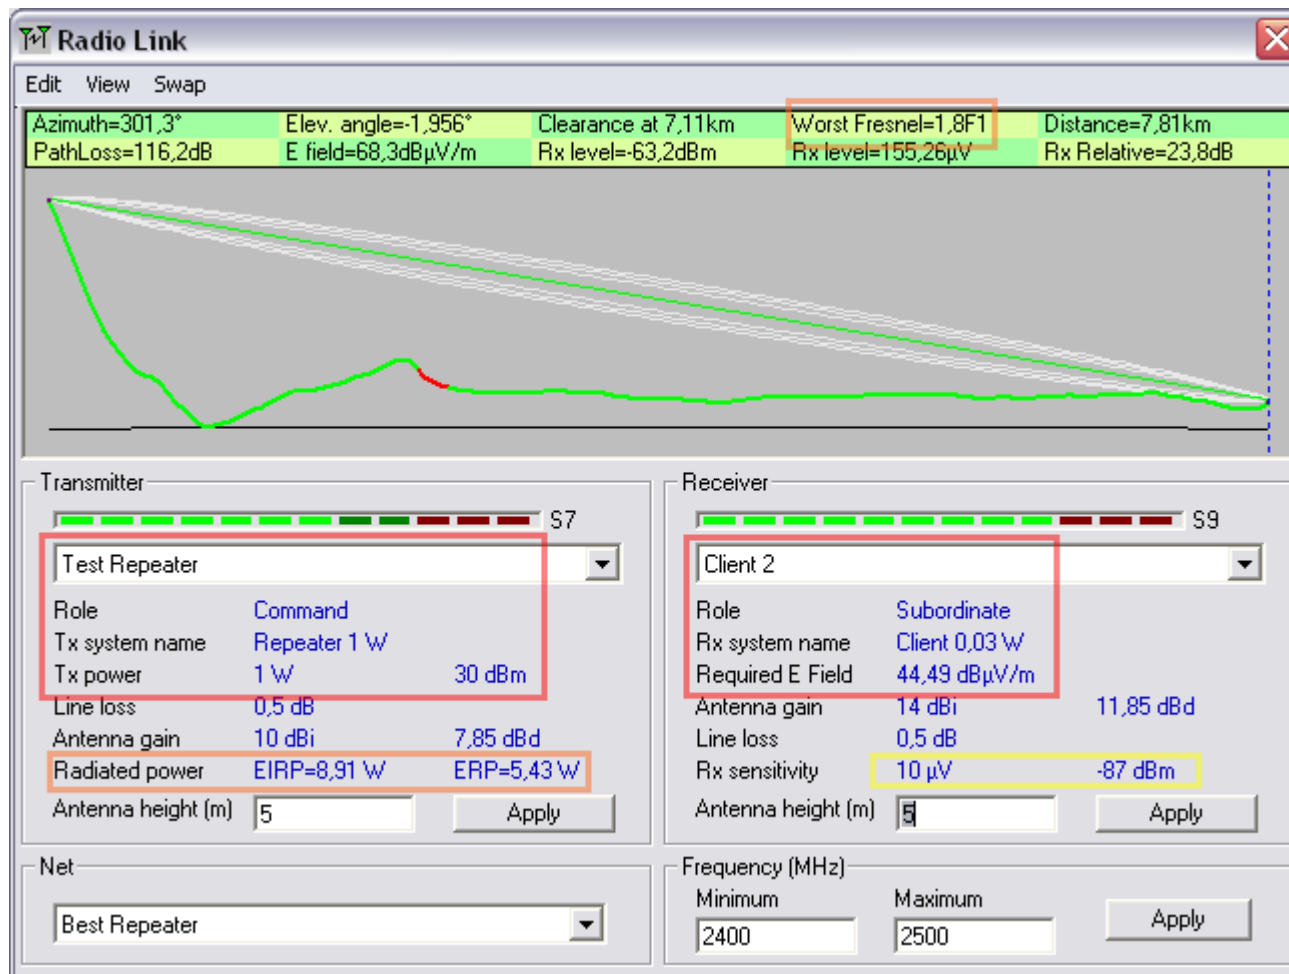 Radio Link
Edit View Swap
Azimuth=301,3° Elev. angle=-1,956° Clearance at 7,11km Worst Fresnel=1,8F1 Distance=7,81km
PathLoss=116,2dB E field=68,3dBµV/m Rx level=-63,2dBm Rx level=155,26µV Rx Relative=23,8dB
Transmitter
S7
Test Repeater
Role Command
Tx system name Repeater 1 W
Tx power 1 W 30 dBm
Line loss 0,5 dB
Antenna gain 10 dBi 7,85 dBd
Radiated power EIRP=8,91 W ERP=5,43 W
Antenna height (m) 5 Apply
Receiver
S9
Client 2
Role Subordinate
Rx system name Client 0,03 W
Required E Field 44,49 dBµV/m
Antenna gain 14 dBi 11,85 dBd
Line loss 0,5 dB
Rx sensitivity 10 µV -87 dBm
Antenna height (m) 5 Apply
Net
Best Repeater
Frequency (MHz)
Minimum Maximum
2400 2500 Apply